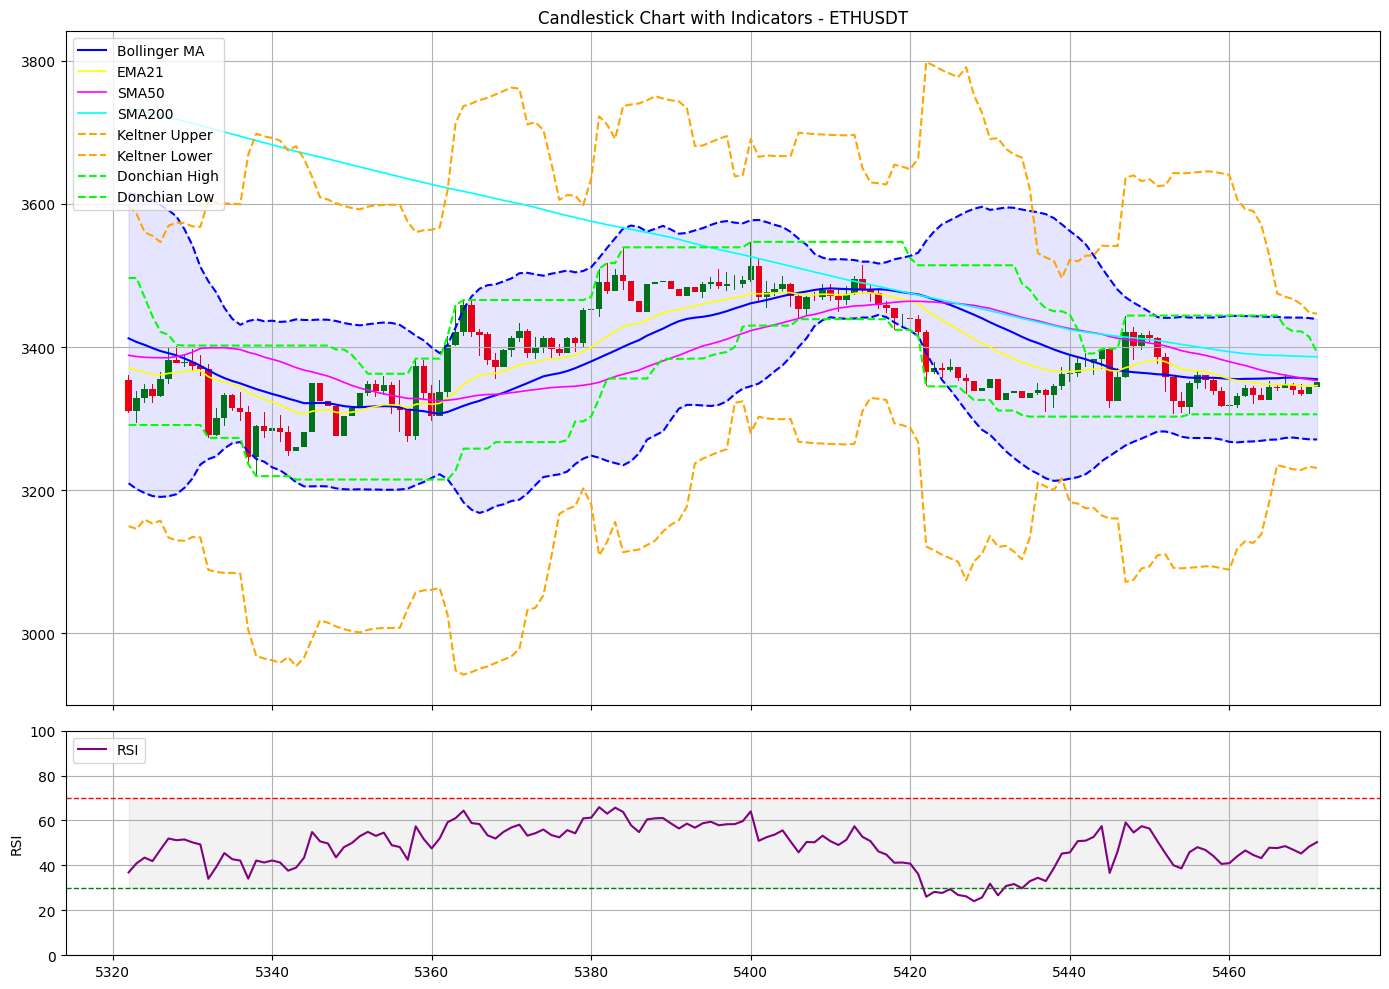 Candlestick Chart with Indicators - ETHUSDT
Bollinger MA
EMA21
SMA50
SMA200
Keltner Upper
Keltner Lower
Donchian High
Donchian Low
3800
3600
3400
3200
3000
RSI
100
80
60
40
20
0
RSI
5320 5340 5360 5380 5400 5420 5440 5460